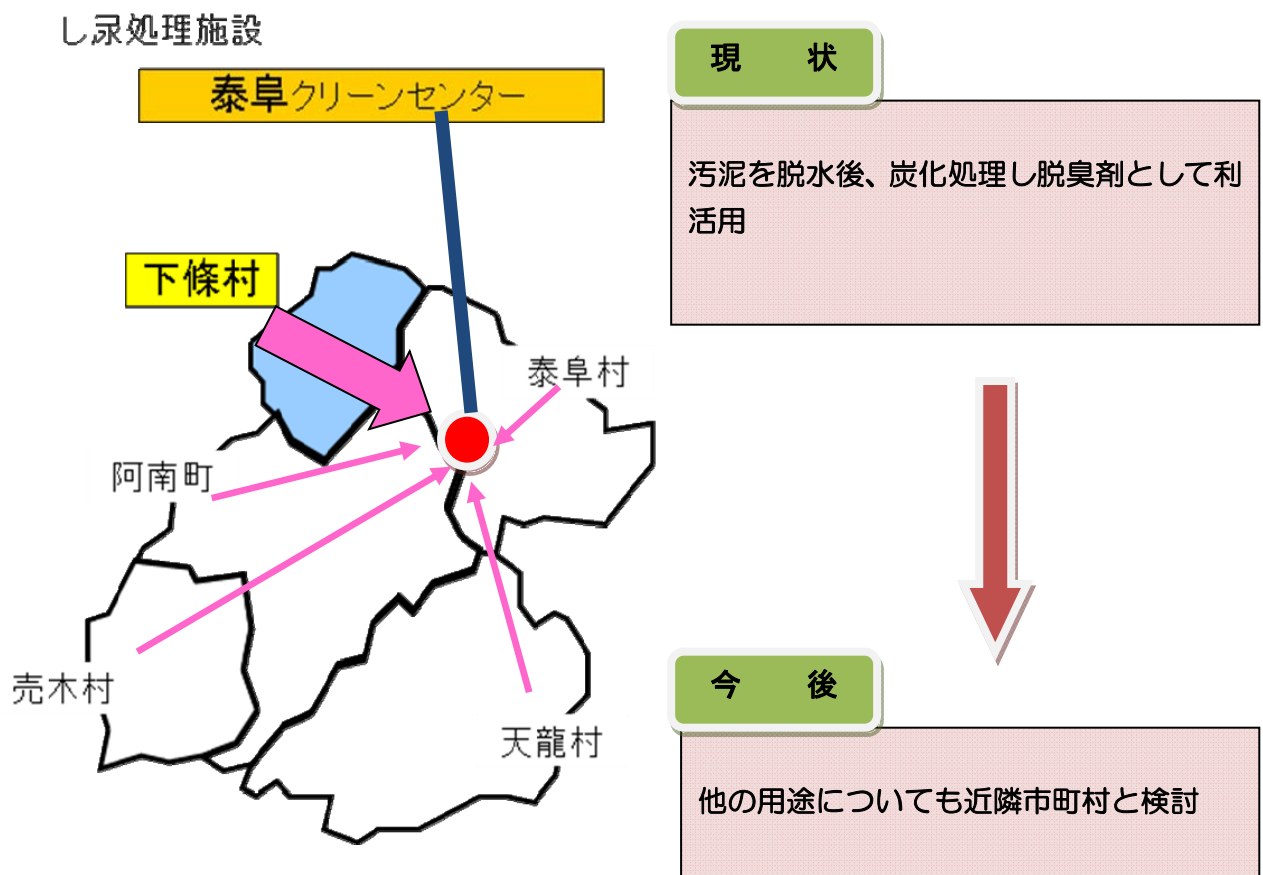 し尿処理施設
泰阜クリーンセンター
下條村
泰阜村
阿南町
売木村
天龍村
現 状
汚泥を脱水後、炭化処理し脱臭剤として利
活用
今 後
他の用途についても近隣市町村と検討